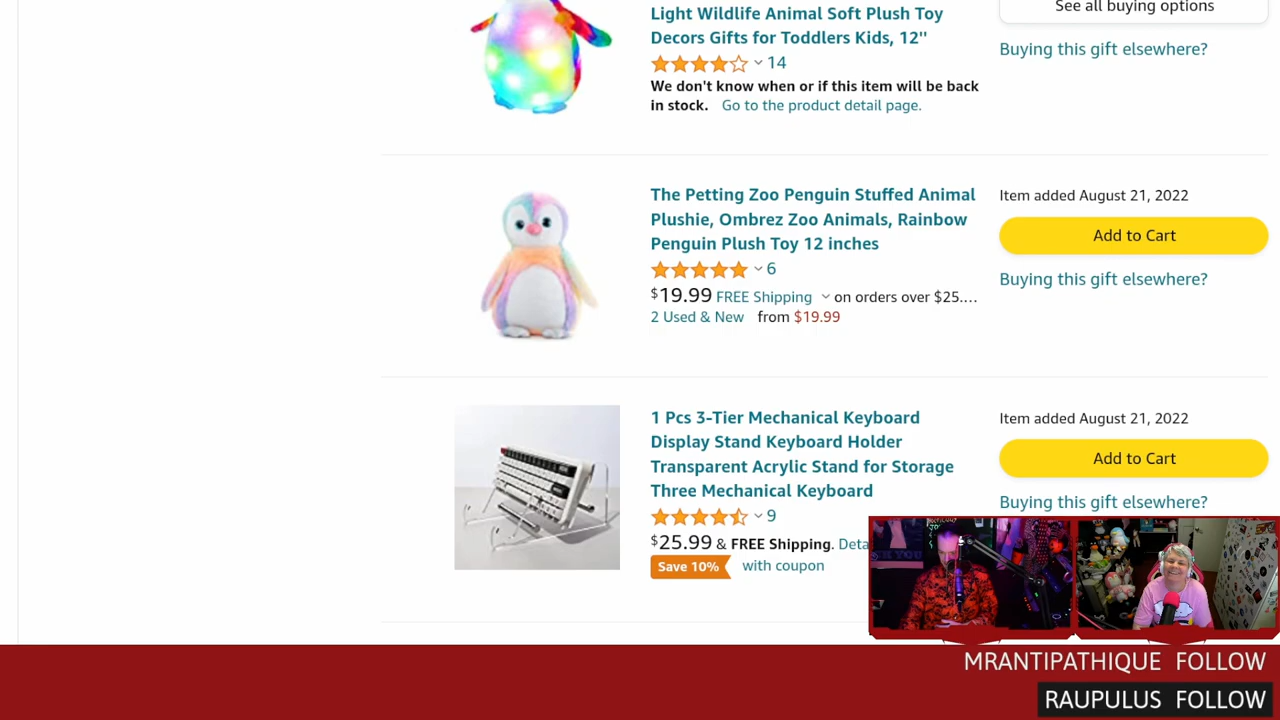 Light Wildlife Animal Soft Plush Toy
Decors Gifts for Toddlers Kids, 12''
14
We don't know when or if this item will be back
in stock. Go to the product detail page.
See all buying options
Buying this gift elsewhere?
The Petting Zoo Penguin Stuffed Animal
Plushie, Ombrez Zoo Animals, Rainbow
Penguin Plush Toy 12 inches
6
$19.99 FREE Shipping on orders over $25....
2 Used & New from $19.99
Item added August 21, 2022
Add to Cart
Buying this gift elsewhere?
1 Pcs 3-Tier Mechanical Keyboard
Display Stand Keyboard Holder
Transparent Acrylic Stand for Storage
Three Mechanical Keyboard
9
$25.99 & FREE Shipping. Deta
Save 10% with coupon
Item added August 21, 2022
Add to Cart
Buying this gift elsewhere?
MRANTIPATHIQUE FOLLOW
RAUPULUS FOLLOW